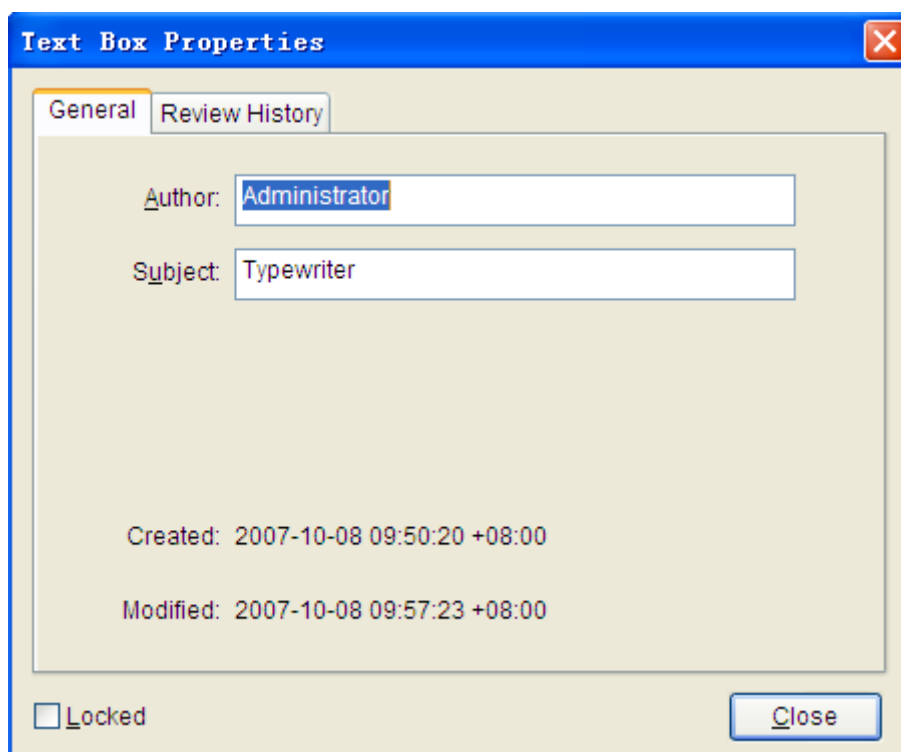 Text Box Properties
General Review History
Author: Administrator
Subject: Typewriter
Created: 2007-10-08 09:50:20 +08:00
Modified: 2007-10-08 09:57:23 +08:00
Locked Close